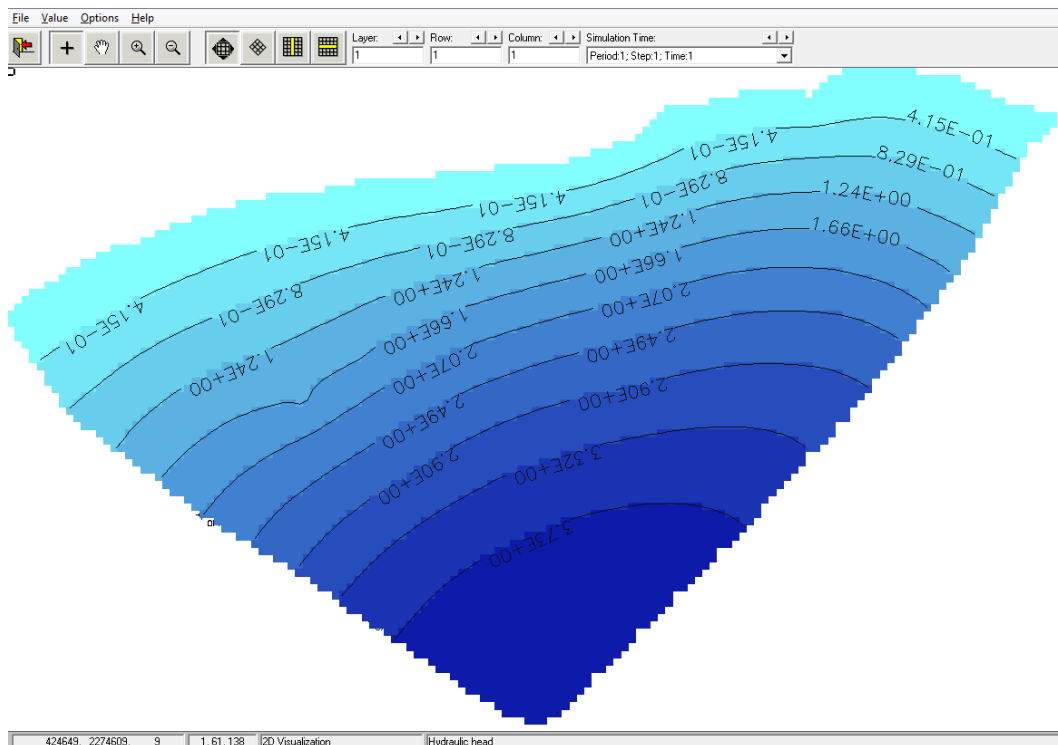 File Value Options Help
Layer: Row: Column: Simulation Time:
1 1 1 Period:1; Step:1; Time:1
4.15E-01
4.15E-01
8.29E-01
4.15E-01
8.29E-01
1.24E+00
4.15E-01
8.29E-01
1.24E+00
1.66E+00
4.15E-01
8.29E-01
1.24E+00
1.66E+00
2.07E+00
1.24E+00
1.66E+00
2.07E+00
2.49E+00
2.49E+00
2.90E+00
2.90E+00
3.32E+00
3.73E+00
424649, 2274609, 9 1, 61, 138 2D Visualization Hydraulic head